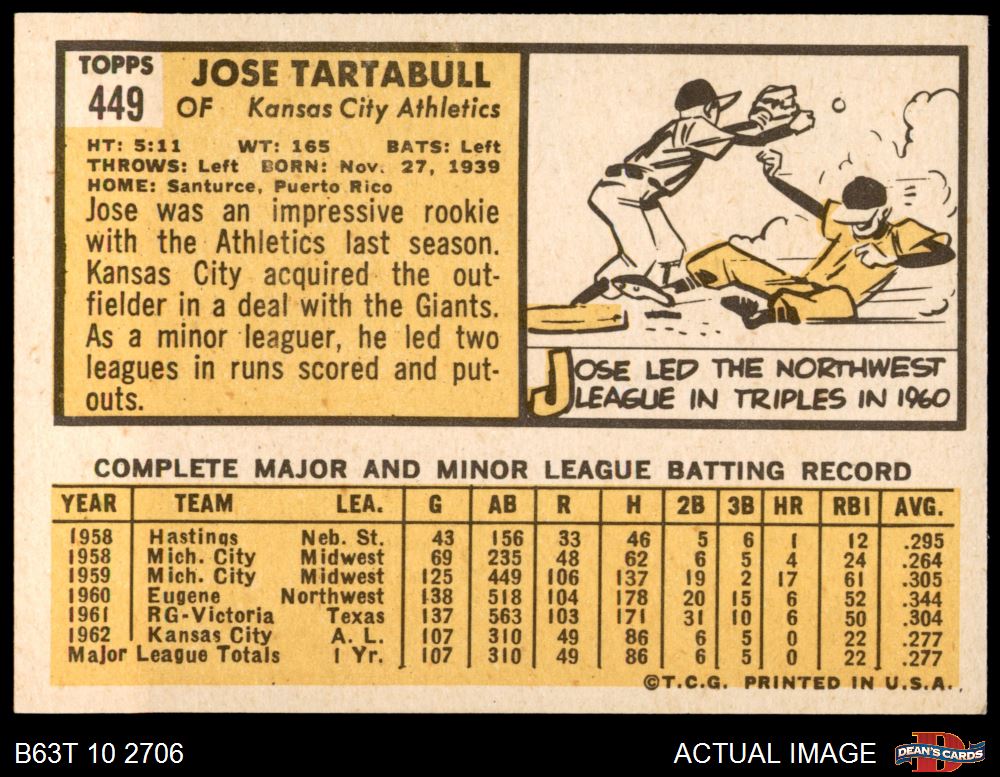 TOPPS
449
JOSE TARTABULL
OF Kansas City Athletics
HT: 5:11 WT: 165 BATS: Left
THROWS: Left BORN: Nov. 27, 1939
HOME: Santurce, Puerto Rico
Jose was an impressive rookie
with the Athletics last season.
Kansas City acquired the out-
fielder in a deal with the Giants.
As a minor leaguer, he led two
leagues in runs scored and put-
outs.
JOSE LED THE NORTHWEST
LEAGUE IN TRIPLES IN 1960
COMPLETE MAJOR AND MINOR LEAGUE BATTING RECORD
YEAR TEAM LEA. G AB R H 2B 3B HR RBI AVG.
1958 Hastings Neb. St. 43 156 33 46 5 6 1 12 .295
1958 Mich. City Midwest 69 235 48 62 6 5 4 24 .264
1959 Mich. City Midwest 125 449 106 137 19 2 17 61 .305
1960 Eugene Northwest 138 518 104 178 20 15 6 52 .344
1961 RG-Victoria Texas 137 563 103 171 31 10 6 50 .304
1962 Kansas City A. L. 107 310 49 86 6 5 0 22 .277
Major League Totals 1 Yr. 107 310 49 86 6 5 0 22 .277
©T.C.G. PRINTED IN U.S.A.
B63T 10 2706
ACTUAL IMAGE
D
DEAN'S CARDS